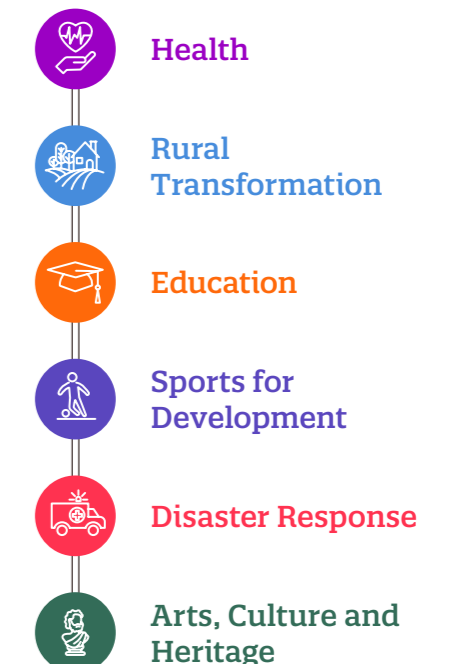 Health
Rural
Transformation
Education
Sports for
Development
Disaster Response
Arts, Culture and
Heritage